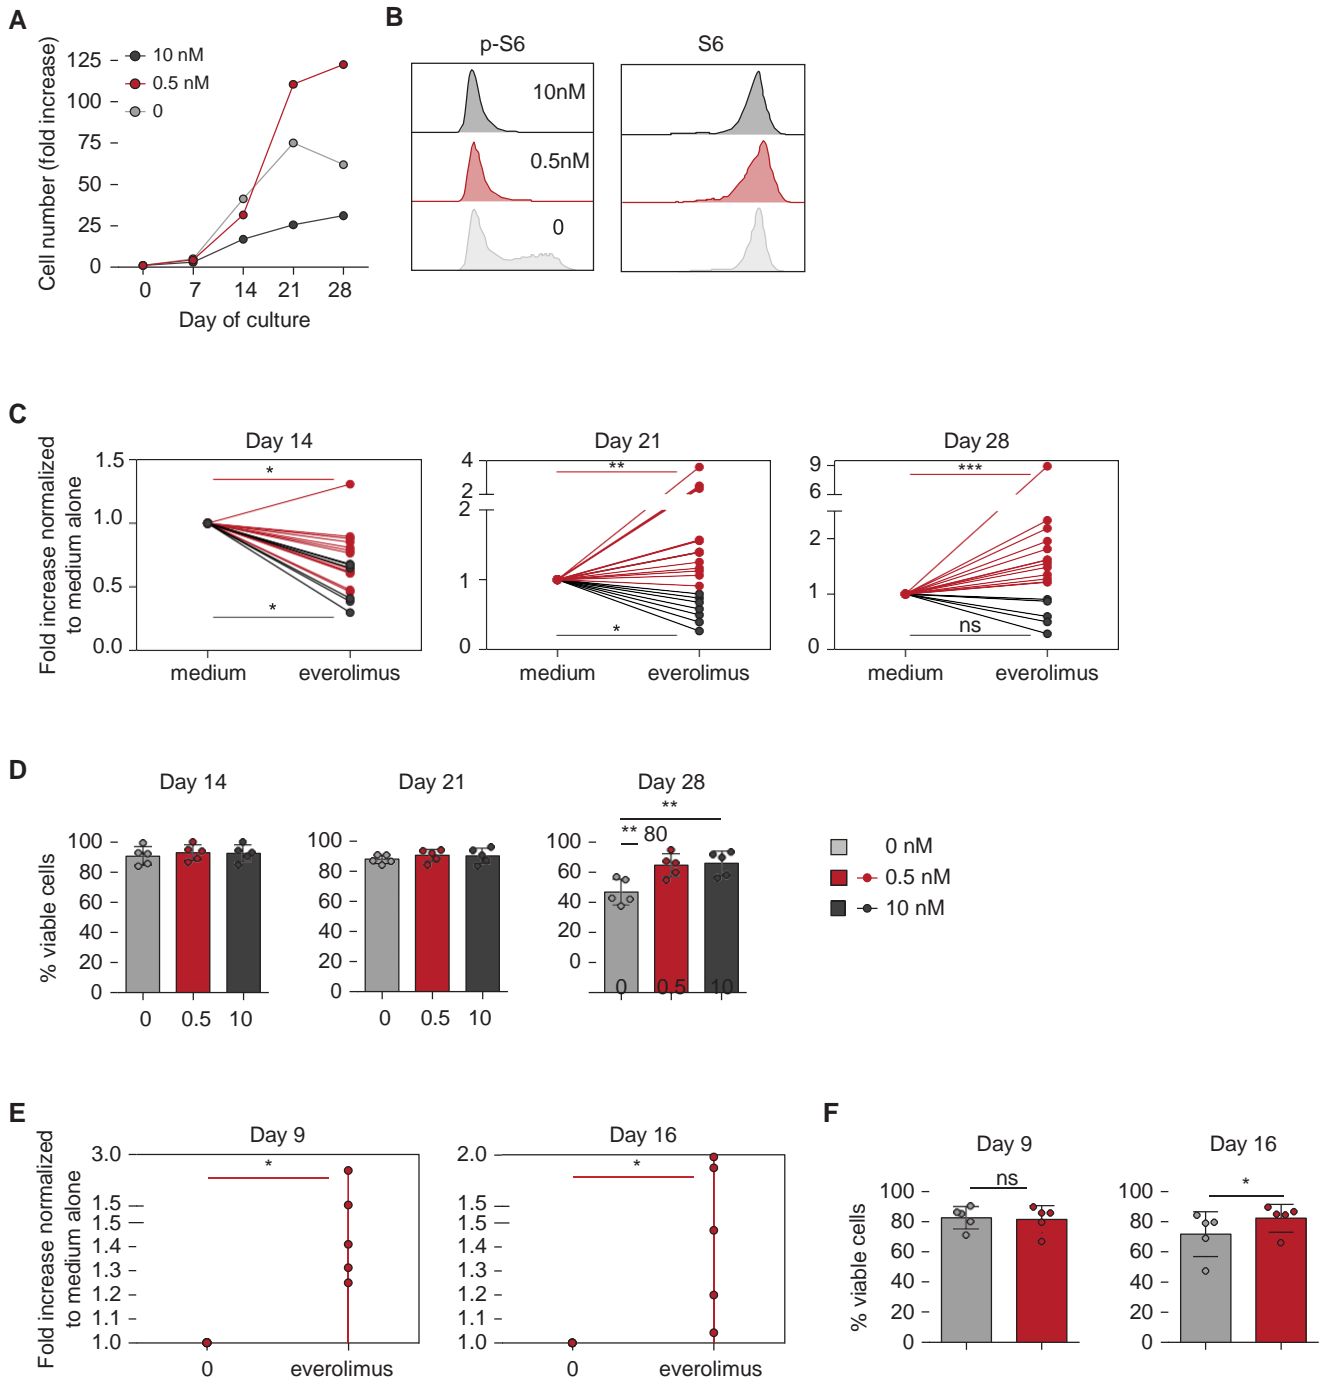 A
Cell number (fold increase)
125
100
75
50
25
0
10 nM
0.5 nM
0
0 7 14 21 28
Day of culture
B
p-S6 S6
10nM
0.5nM
0
C
Fold increase normalized
to medium alone
Day 14
1.5
1.0
0.5
0.0
*
*
medium everolimus
Day 21
4
2
2
1
0
**
*
medium everolimus
Day 28
9
6
2
1
0
***
ns
medium everolimus
D
% viable cells
Day 14
100
80
60
40
20
0
0 0.5 10
Day 21
100
80
60
40
20
0
0 0.5 10
Day 28
**
** 80
100
60
40
20
0
0 0.5 10
0 nM
0.5 nM
10 nM
E
Fold increase normalized
to medium alone
Day 9
3.0
1.5
1.5
1.4
1.3
1.2
1.1
1.0
*
0 everolimus
Day 16
2.0
1.5
1.5
1.4
1.3
1.2
1.1
1.0
*
0 everolimus
F
% viable cells
Day 9
ns
100
80
60
40
20
0
Day 16
*
100
80
60
40
20
0